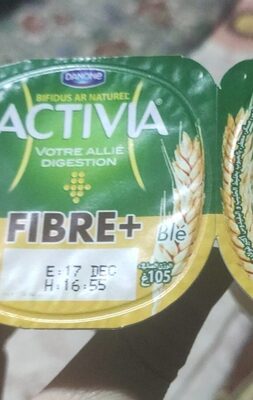 DANONE
BIFIDUS AR NATUREL
ACTIVIA
VOTRE ALLIÉ
DIGESTION
FIBRE+
Blé
E:17 DEC
H:16:55
105